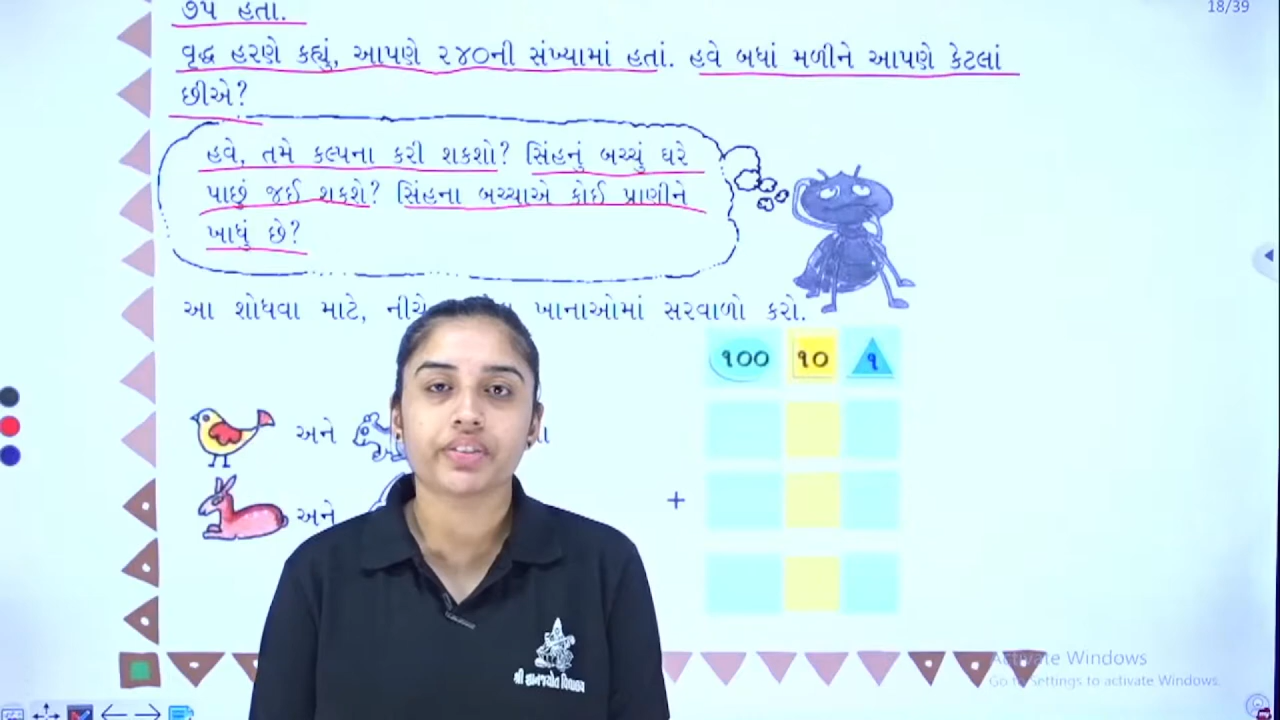 ૭૫ હતા.
18/39
વૃદ્ધ હરણે કહ્યું, આપણે ૨૪૦ની સંખ્યામાં હતાં. હવે બધાં મળીને આપણે કેટલાં
છીએ?
હવે, તમે કલ્પના કરી શકશો? સિંહનું બચ્ચું ઘરે
પાછું જઈ શકશે? સિંહના બચ્ચાએ કોઈ પ્રાણીને
ખાધું છે?
આ શોધવા માટે, નીચે ખાનાઓમાં સરવાળો કરો.
૧૦૦ ૧૦ ૧
અને
અને
+
શ્રી જ્ઞાનજ્યોત વિદ્યાલય
Activate Windows
Go to Settings to activate Windows.